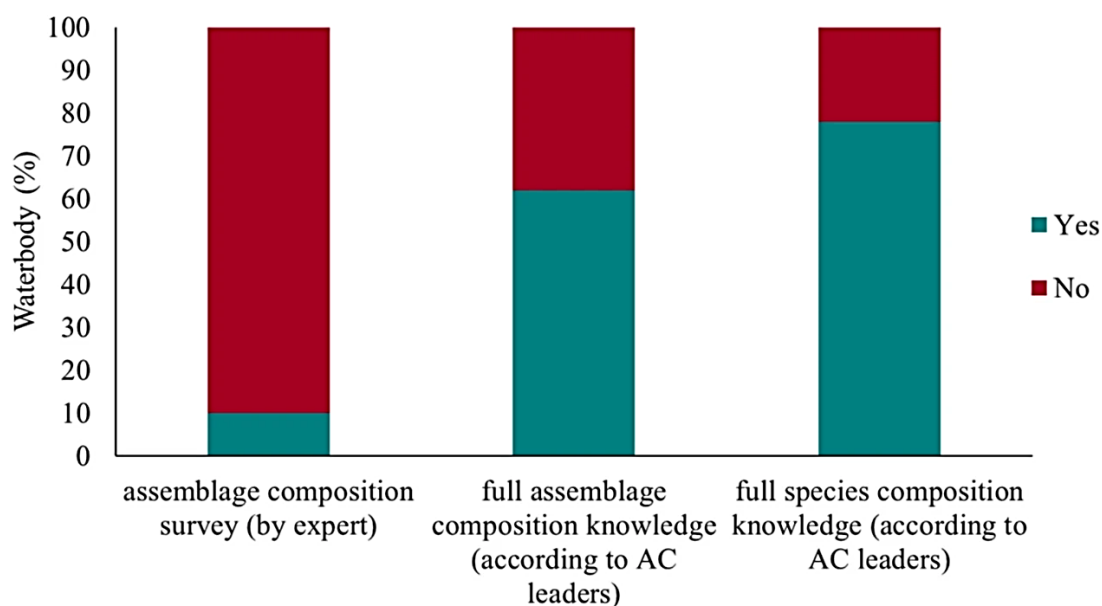 100
90
80
70
60
50
40
30
20
10
0
Waterbody (%)
assemblage composition
survey (by expert)
full assemblage
composition knowledge
(according to AC
leaders)
full species composition
knowledge (according to
AC leaders)
Yes
No